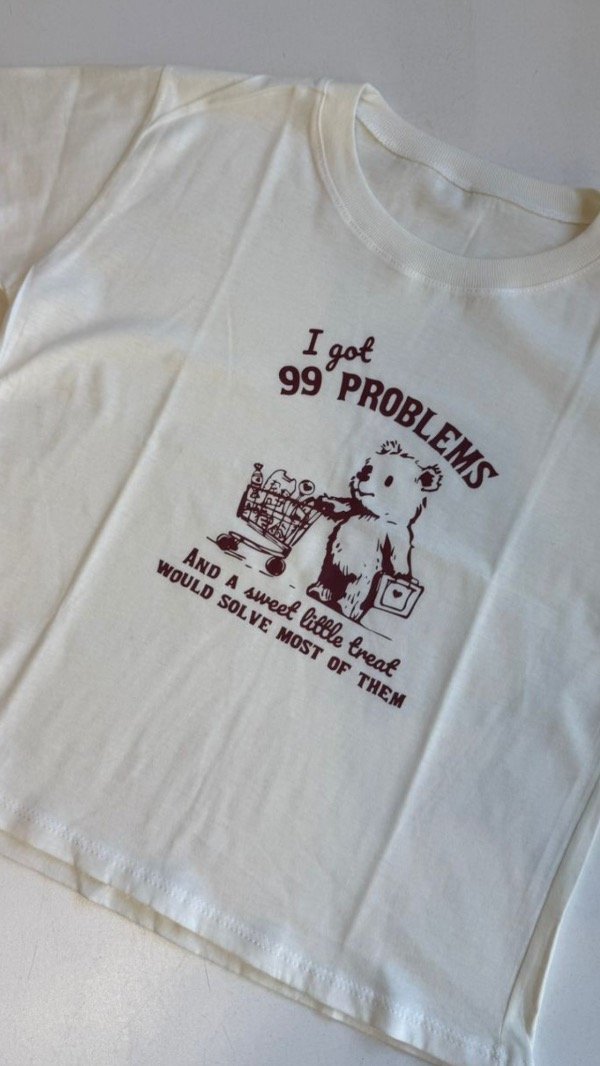 I got
99 PROBLEMS
AND A sweet little treat
WOULD SOLVE MOST OF THEM